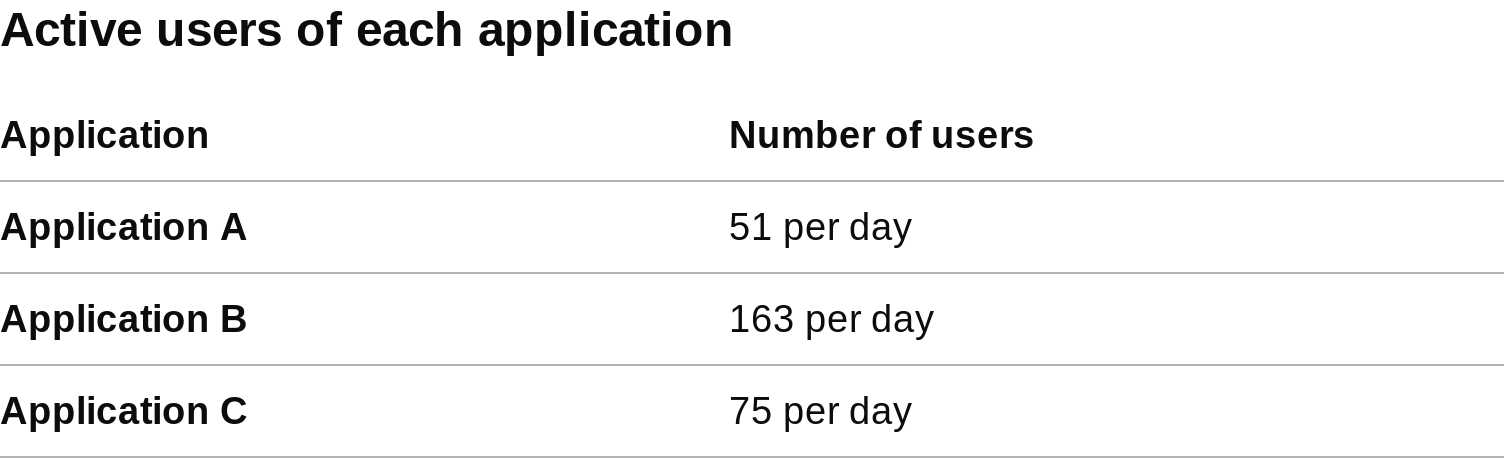 Active users of each application
Application Number of users
Application A 51 per day
Application B 163 per day
Application C 75 per day